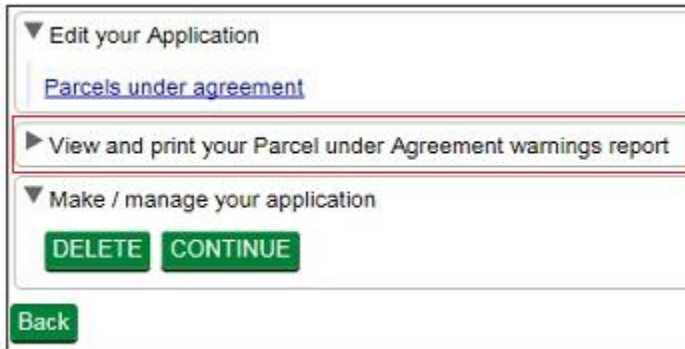 Edit your Application
Parcels under agreement
View and print your Parcel under Agreement warnings report
Make / manage your application
DELETE CONTINUE
Back